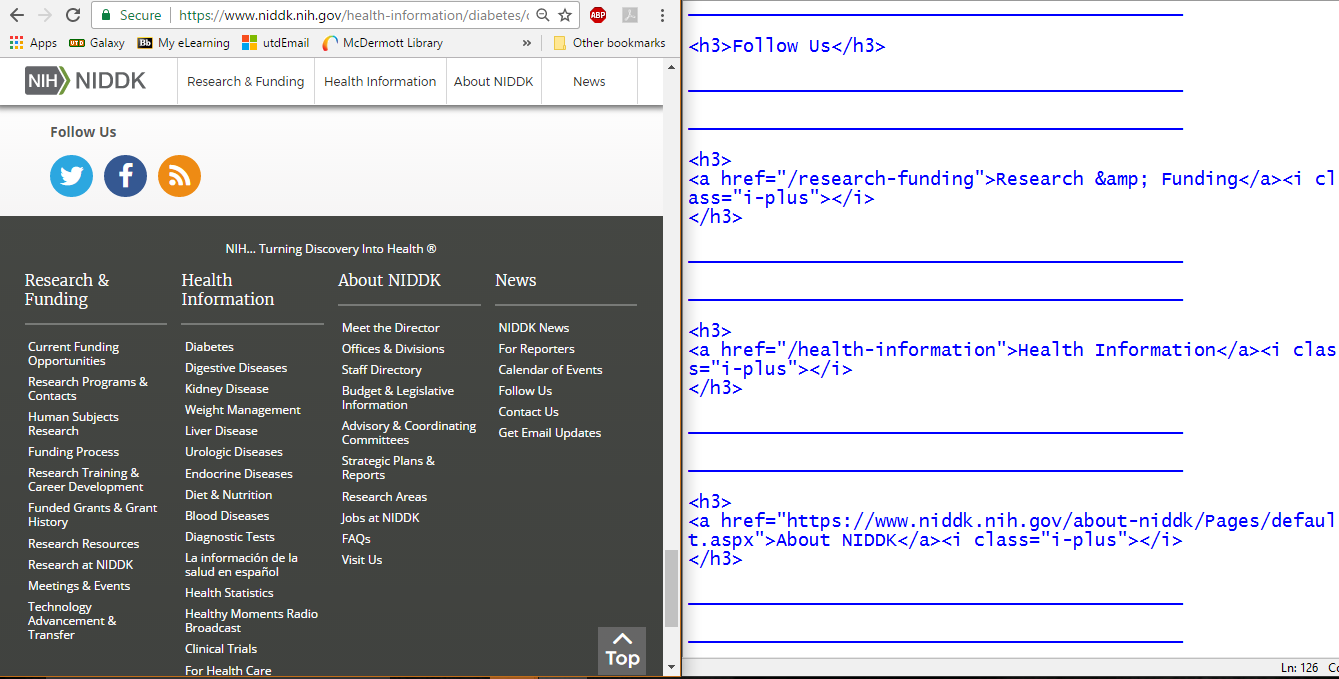 Secure https://www.niddk.nih.gov/health-information/diabetes/
ABP
Apps Galaxy Bb My eLearning utdEmail McDermott Library » Other bookmarks
NIH NIDDK Research & Funding Health Information About NIDDK News
Follow Us
NIH... Turning Discovery Into Health ®
Research &
Funding
Current Funding
Opportunities
Research Programs &
Contacts
Human Subjects
Research
Funding Process
Research Training &
Career Development
Funded Grants & Grant
History
Research Resources
Research at NIDDK
Meetings & Events
Technology
Advancement &
Transfer
Health
Information
Diabetes
Digestive Diseases
Kidney Disease
Weight Management
Liver Disease
Urologic Diseases
Endocrine Diseases
Diet & Nutrition
Blood Diseases
Diagnostic Tests
La información de la
salud en español
Health Statistics
Healthy Moments Radio
Broadcast
Clinical Trials
For Health Care
About NIDDK
Meet the Director
Offices & Divisions
Staff Directory
Budget & Legislative
Information
Advisory & Coordinating
Committees
Strategic Plans &
Reports
Research Areas
Jobs at NIDDK
FAQs
Visit Us
News
NIDDK News
For Reporters
Calendar of Events
Follow Us
Contact Us
Get Email Updates
Top
<h3>Follow Us</h3>
<h3>
<a href="/research-funding">Research &amp; Funding</a><i cl
ass="i-plus"></i>
</h3>
<h3>
<a href="/health-information">Health Information</a><i clas
s="i-plus"></i>
</h3>
<h3>
<a href="https://www.niddk.nih.gov/about-niddk/Pages/defaul
t.aspx">About NIDDK</a><i class="i-plus"></i>
</h3>
Ln: 126